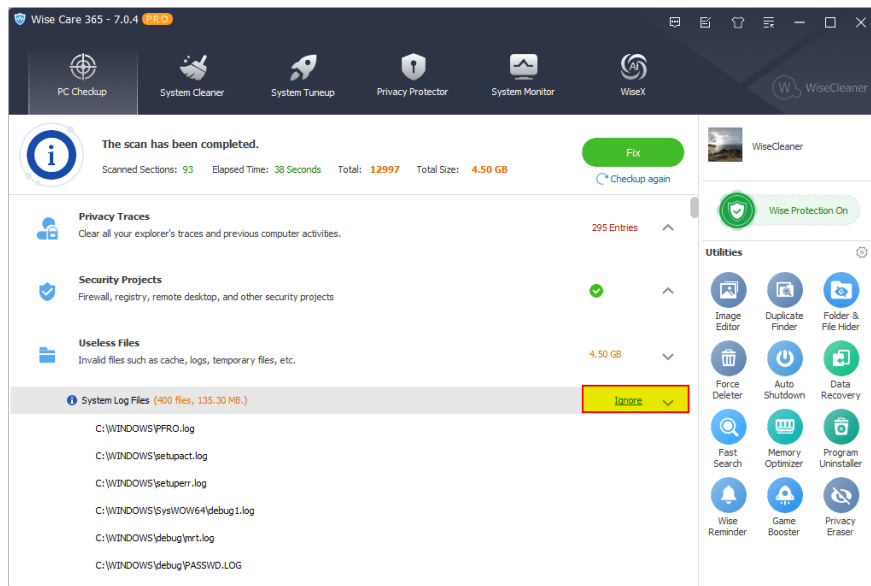 Wise Care 365 - 7.0.4 PRO
PC Checkup
System Cleaner
System Tuneup
Privacy Protector
System Monitor
AI
WiseX
W WiseCleaner
The scan has been completed.
Scanned Sections: 93 Elapsed Time: 38 Seconds Total: 12997 Total Size: 4.50 GB
Fix
Checkup again
Privacy Traces
Clear all your explorer's traces and previous computer activities.
295 Entries
Security Projects
Firewall, registry, remote desktop, and other security projects
Useless Files
Invalid files such as cache, logs, temporary files, etc.
4.50 GB
System Log Files (400 files, 135.30 MB.)
Ignore
C:\WINDOWS\PFRO.log
C:\WINDOWS\setupact.log
C:\WINDOWS\setuperr.log
C:\WINDOWS\SysWOW64\debug1.log
C:\WINDOWS\debug\mrt.log
C:\WINDOWS\debug\PASSWD.LOG
WiseCleaner
Wise Protection On
Utilities
Image
Editor
Duplicate
Finder
Folder &
File Hider
Force
Deleter
Auto
Shutdown
Data
Recovery
Fast
Search
Memory
Optimizer
Program
Uninstaller
Wise
Reminder
Game
Booster
Privacy
Eraser